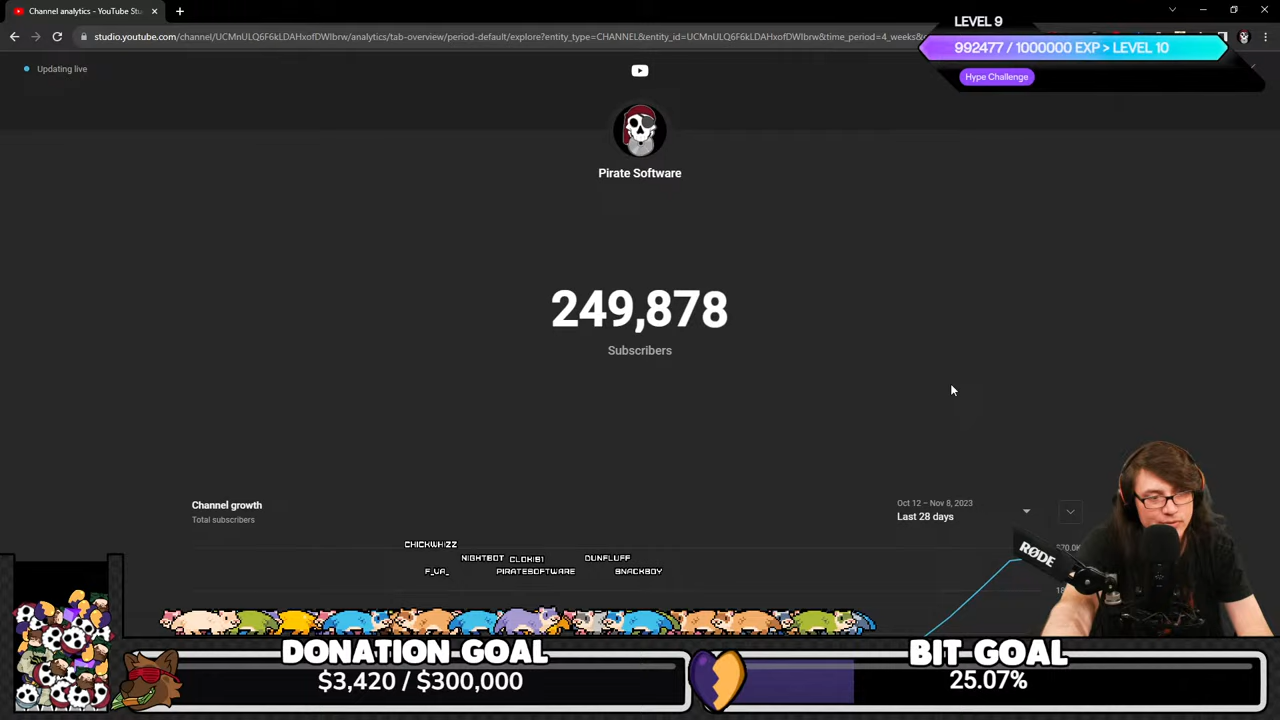 Channel analytics - YouTube Stu
LEVEL 9
studio.youtube.com/channel/UCMnULQ6F6kLDAHxofDWIbrw/analytics/tab-overview/period-default/explore?entity_type=CHANNEL&entity_id=UCMnULQ6F6kLDAHxofDWIbrw&time_period=4_weeks&
992477 / 1000000 EXP > LEVEL 10
Updating live
Hype Challenge
Pirate Software
249,878
Subscribers
Channel growth
Total subscribers
Oct 12 – Nov 8, 2023
Last 28 days
RØDE
CHICKWHIZZ
NIGHTBOT
DUNFLUFF
F_VA_
PIRATESOFTWARE
SNACKBOY
DONATION GOAL
$3,420 / $300,000
BIT GOAL
25.07%